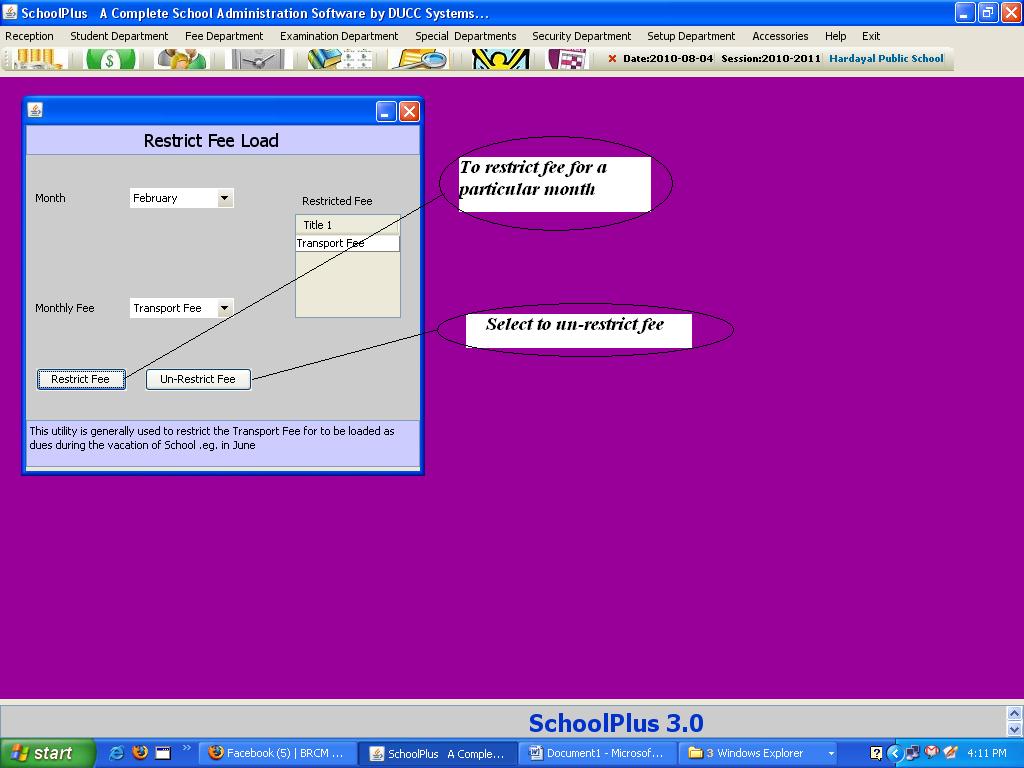 SchoolPlus   A Complete School Administration Software by DUCC Systems...
Reception Student Department Fee Department Examination Department Special Departments Security Department Setup Department Accessories Help Exit
Date:2010-08-04 Session:2010-2011 Hardayal Public School
Restrict Fee Load
To restrict fee for a
particular month
Month February
Restricted Fee
Title 1
Transport Fee
Monthly Fee Transport Fee
Select to un-restrict fee
Restrict Fee Un-Restrict Fee
This utility is generally used to restrict the Transport Fee for to be loaded as
dues during the vacation of School .eg. in June
SchoolPlus 3.0
start Facebook (5) | BRCM ... SchoolPlus   A Comple... Document1 - Microsof... 3 Windows Explorer 4:11 PM